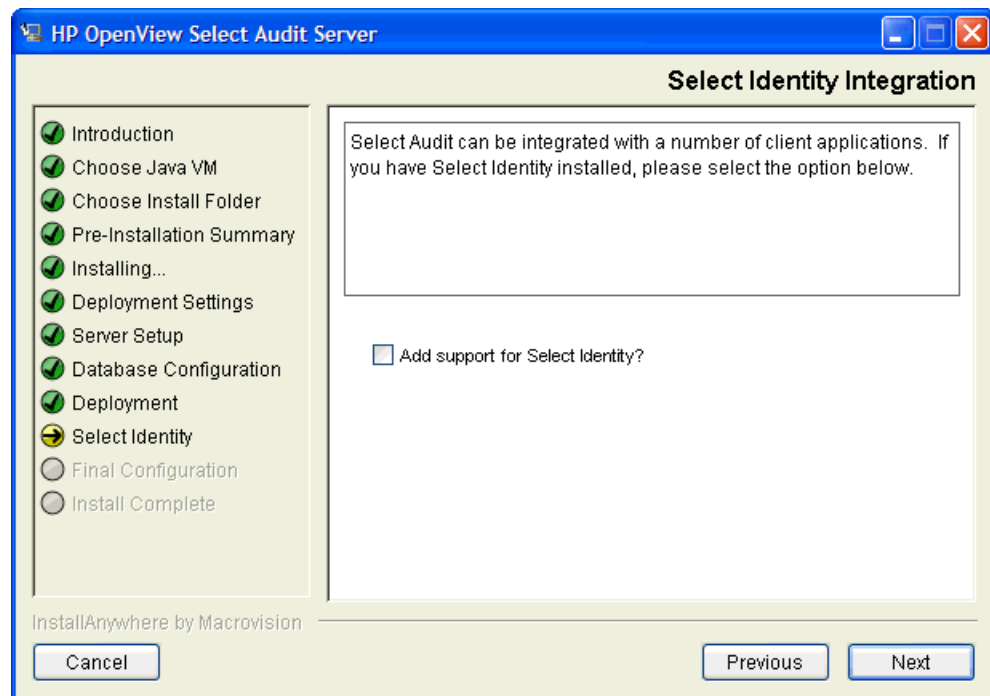 HP OpenView Select Audit Server
Select Identity Integration
Introduction
Choose Java VM
Choose Install Folder
Pre-Installation Summary
Installing...
Deployment Settings
Server Setup
Database Configuration
Deployment
Select Identity
Final Configuration
Install Complete
Select Audit can be integrated with a number of client applications. If
you have Select Identity installed, please select the option below.
Add support for Select Identity?
InstallAnywhere by Macrovision
Cancel
Previous
Next